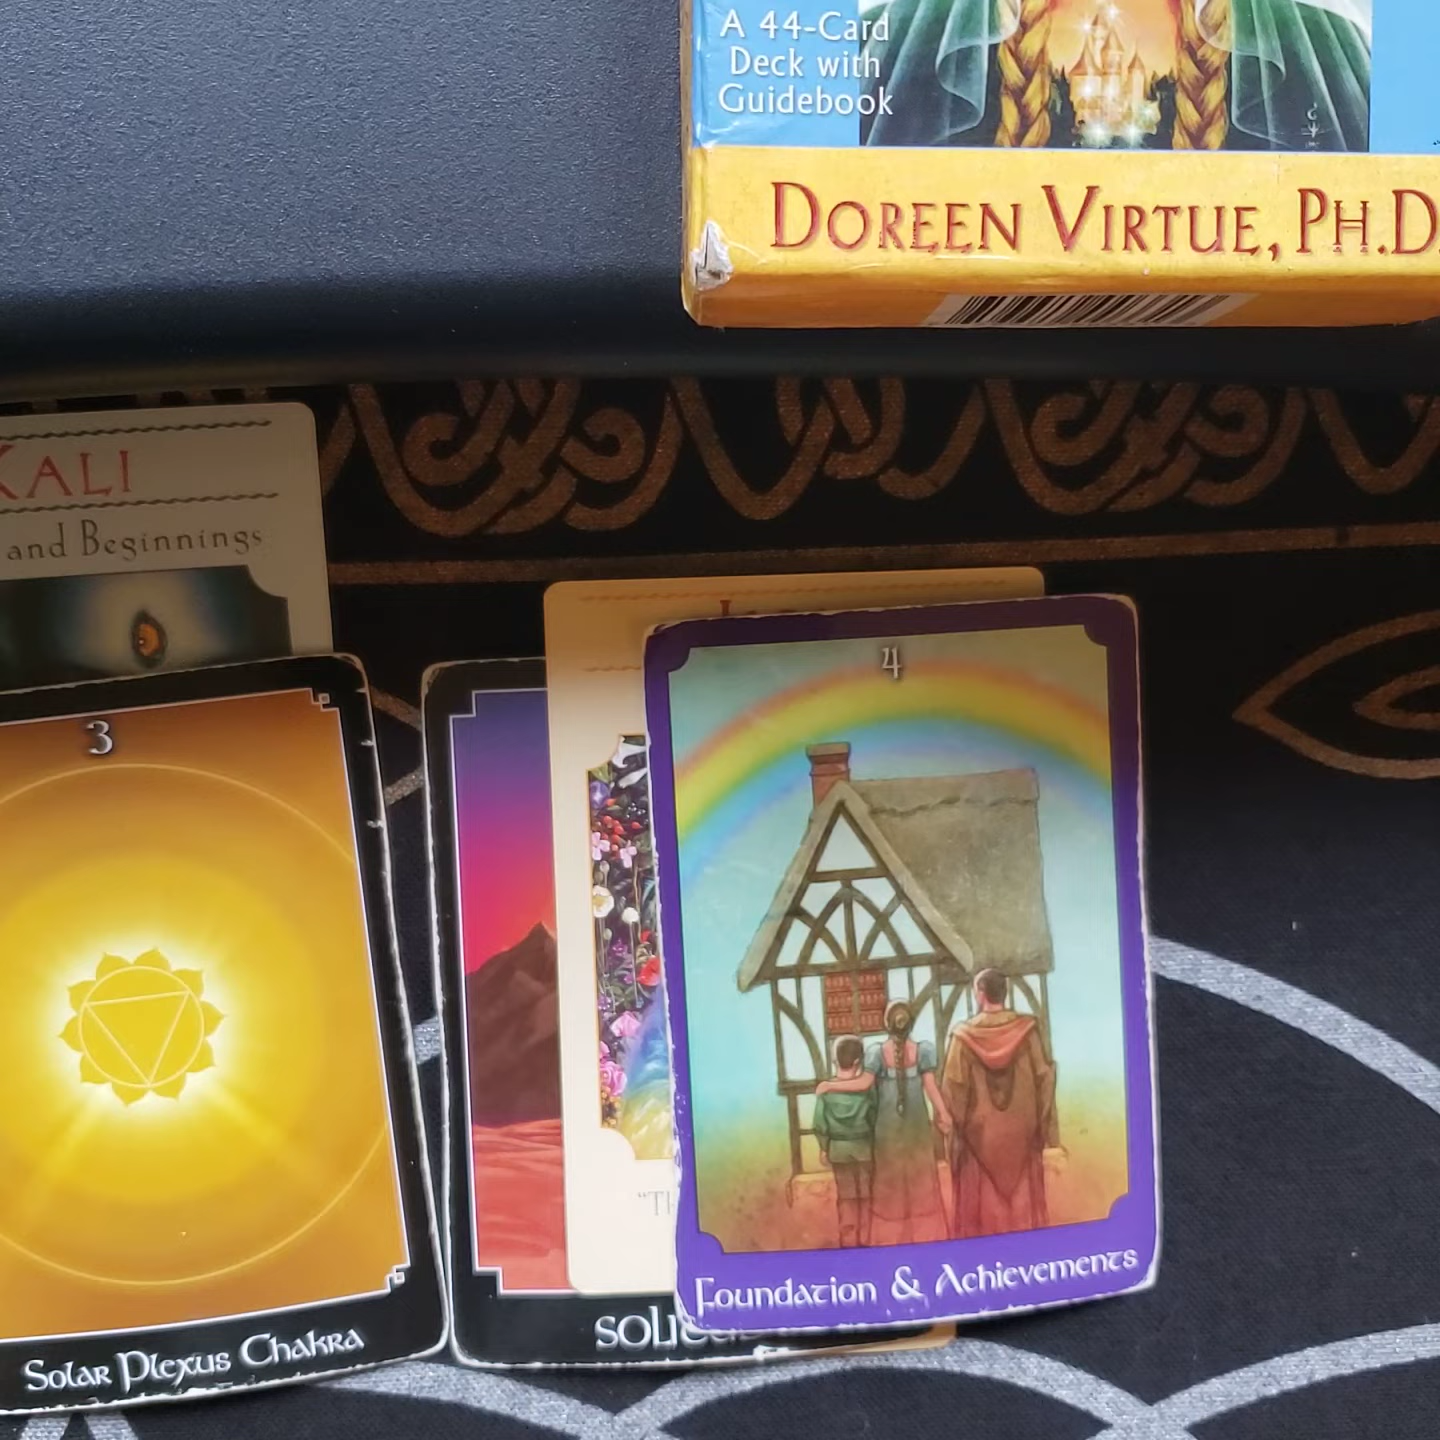 A 44-Card
Deck with
Guidebook
DOREEN VIRTUE, PH.D.
KALI
and Beginnings
3
4
Foundation & Achievements
Solar Plexus Chakra